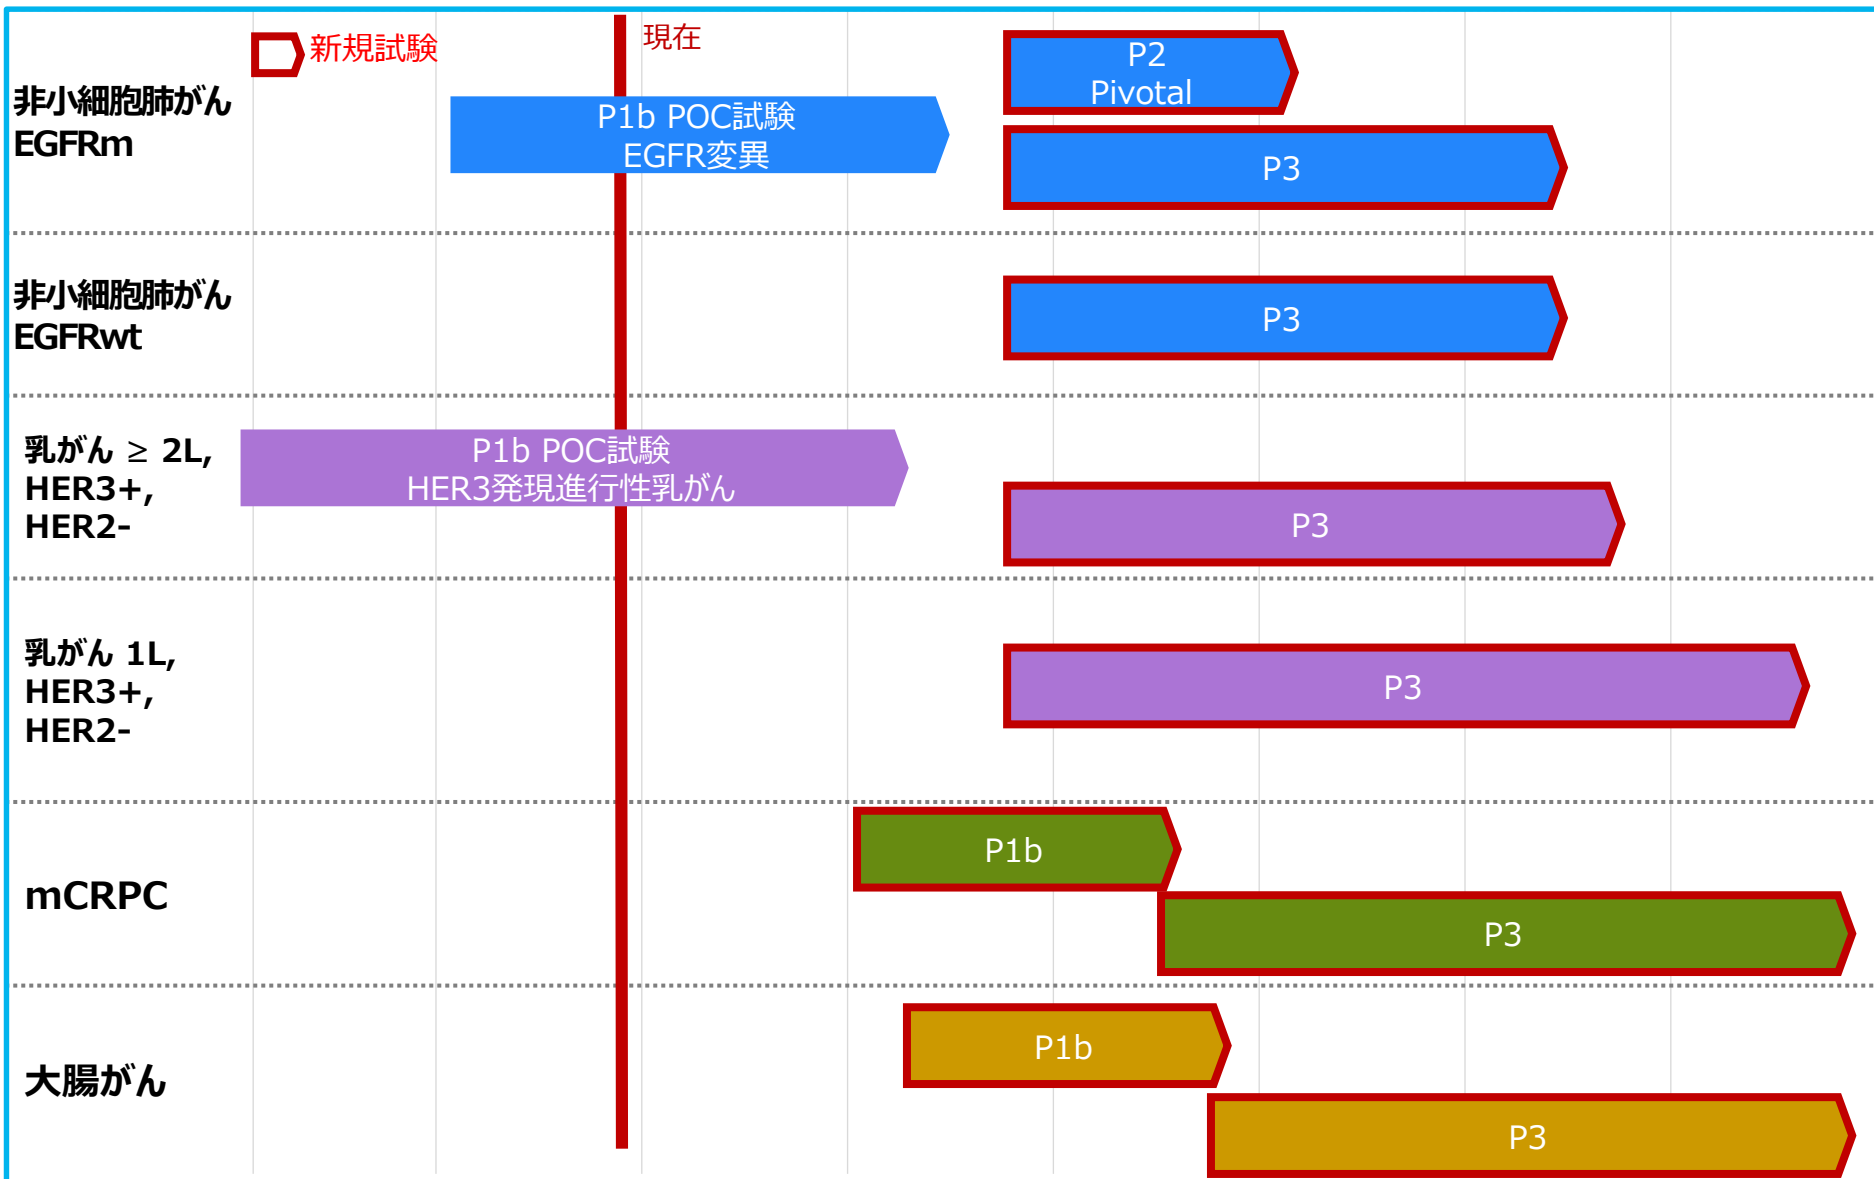 新規試験
現在
非小細胞肺がん
EGFRm
P1b POC試験
EGFR変異
P2
Pivotal
P3
非小細胞肺がん
EGFRwt
P3
乳がん ≥ 2L,
HER3+,
HER2-
P1b POC試験
HER3発現進行性乳がん
P3
乳がん 1L,
HER3+,
HER2-
P3
mCRPC
P1b
P3
大腸がん
P1b
P3